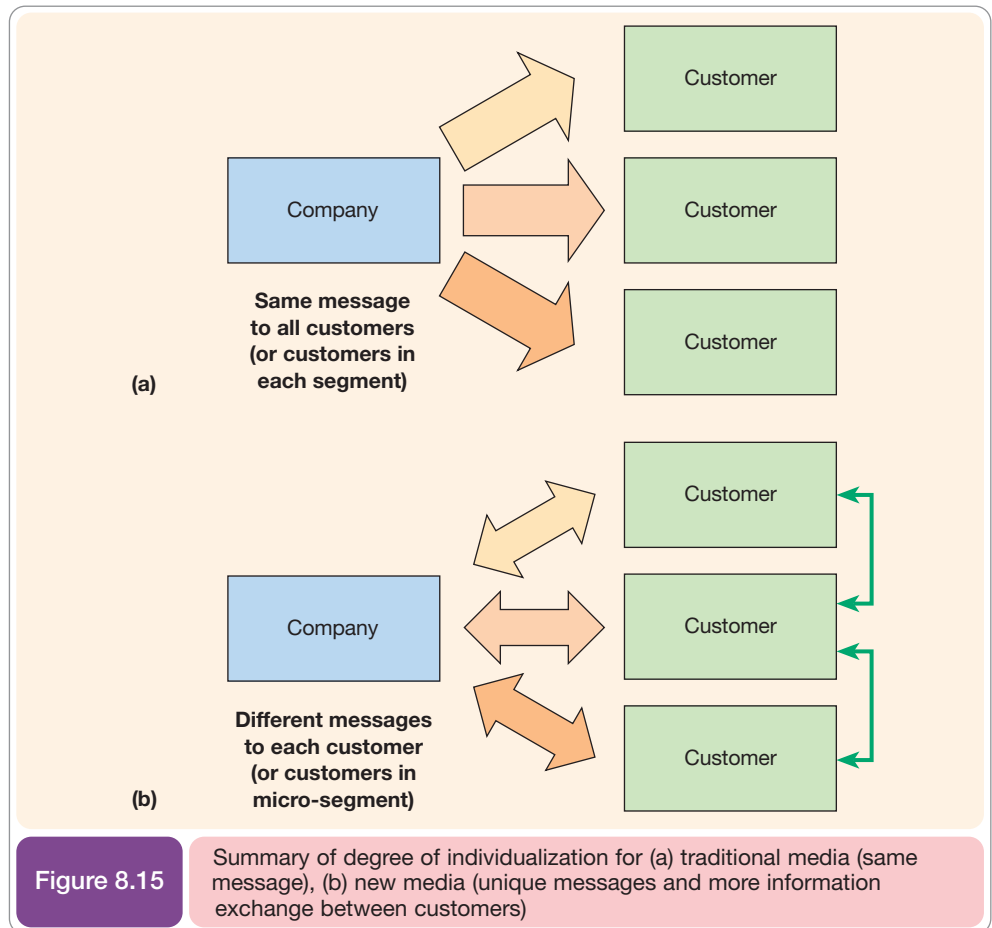 Customer
Company
Customer
Same message
to all customers
(or customers in
each segment)
Customer
(a)
Customer
Company
Customer
Different messages
to each customer
(or customers in
micro-segment)
Customer
(b)
Figure 8.15
Summary of degree of individualization for (a) traditional media (same
message), (b) new media (unique messages and more information
exchange between customers)